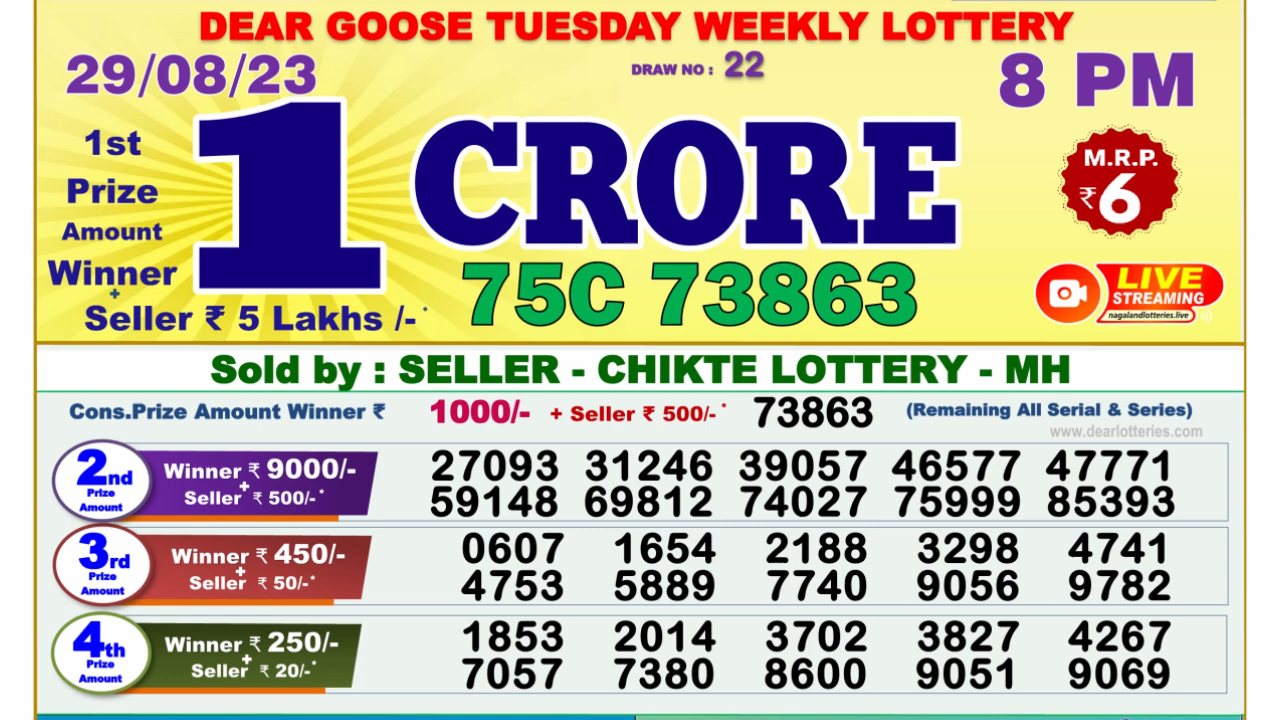 DEAR GOOSE TUESDAY WEEKLY LOTTERY
29/08/23
DRAW NO : 22
8 PM
1st
Prize
Amount
Winner
+
Seller ₹ 5 Lakhs /-*
1 CRORE
75C 73863
M.R.P.
₹6
LIVE
STREAMING
nagalandlotteries.live
Sold by : SELLER - CHIKTE LOTTERY - MH
Cons.Prize Amount Winner ₹ 1000/- + Seller ₹ 500/-* 73863 (Remaining All Serial & Series)
www.dearlotteries.com
2nd
Prize
Amount
Winner ₹ 9000/-
+
Seller ₹ 500/-*
27093 31246 39057 46577 47771
59148 69812 74027 75999 85393
3rd
Prize
Amount
Winner ₹ 450/-
+
Seller ₹ 50/-*
0607 1654 2188 3298 4741
4753 5889 7740 9056 9782
4th
Prize
Amount
Winner ₹ 250/-
+
Seller ₹ 20/-*
1853 2014 3702 3827 4267
7057 7380 8600 9051 9069